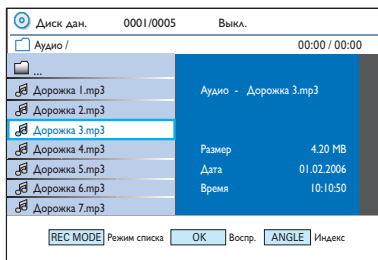 Диск дан. 0001/0005 Выкл.
Аудио / 00:00 / 00:00
...
Дорожка 1.mp3
Аудио - Дорожка 3.mp3
Дорожка 2.mp3
Дорожка 3.mp3
Дорожка 4.mp3
Размер 4.20 MB
Дорожка 5.mp3
Дата 01.02.2006
Дорожка 6.mp3
Время 10:10:50
Дорожка 7.mp3
REC MODE Режим списка OK Воспр. ANGLE Индекс